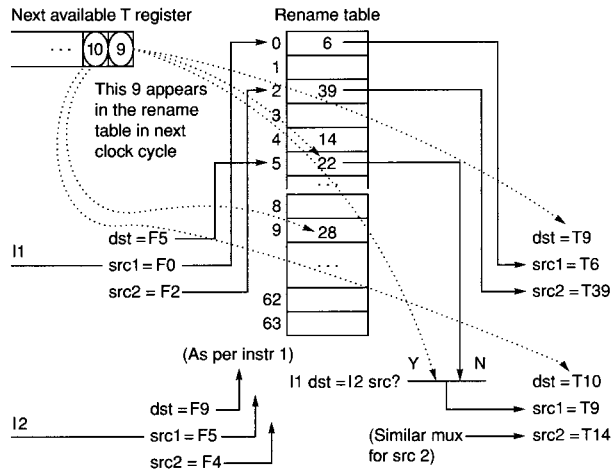 Next available T register
Rename table
... 10 9
This 9 appears
in the rename
table in next
clock cycle
0 6
1
2 39
3
4 14
5 22
...
8
9 28
...
62
63
I1
dst = F5
src1 = F0
src2 = F2
dst = T9
src1 = T6
src2 = T39
(As per instr 1)
Y N
I1 dst = I2 src?
I2
dst = F9
src1 = F5
src2 = F4
(Similar mux
for src 2)
dst = T10
src1 = T9
src2 = T14